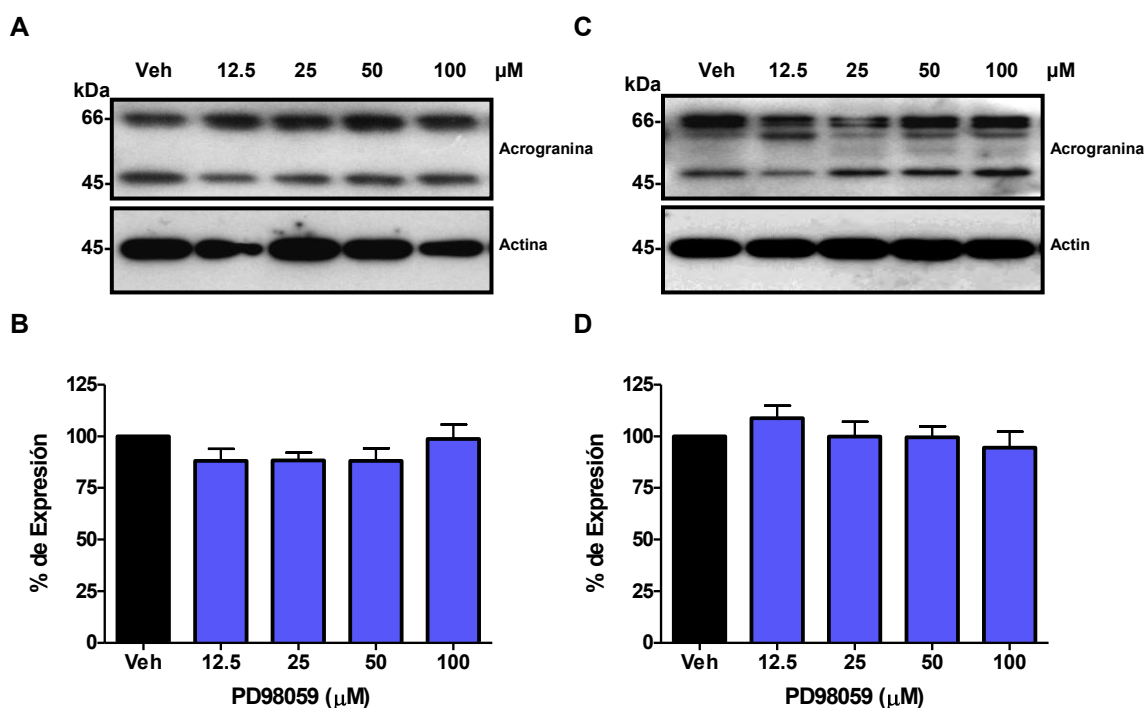 A
Veh 12.5 25 50 100 µM
kDa
66
Acrogranina
45
45
Actina
C
Veh 12.5 25 50 100 µM
kDa
66
Acrogranina
45
45
Actin
B
125
100
75
50
25
0
% de Expresión
Veh 12.5 25 50 100
PD98059 (µM)
D
125
100
75
50
25
0
% de Expresión
Veh 12.5 25 50 100
PD98059 (µM)